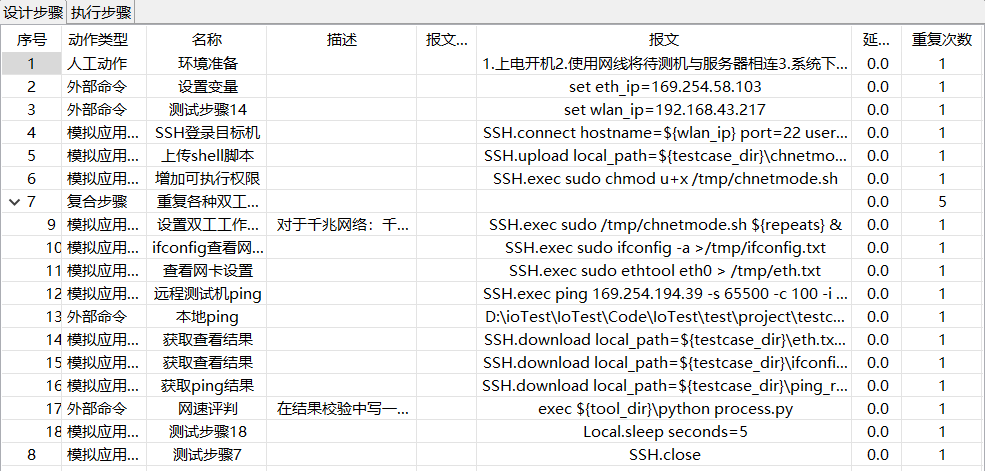 设计步骤 执行步骤
序号 动作类型 名称 描述 报文... 报文 延... 重复次数
1 人工动作 环境准备 1.上电开机2.使用网线将待测机与服务器相连3.系统下... 0.0 1
2 外部命令 设置变量 set eth_ip=169.254.58.103 0.0 1
3 外部命令 测试步骤14 set wlan_ip=192.168.43.217 0.0 1
4 模拟应用... SSH登录目标机 SSH.connect hostname=${wlan_ip} port=22 user... 0.0 1
5 模拟应用... 上传shell脚本 SSH.upload local_path=${testcase_dir}\chnetmo... 0.0 1
6 模拟应用... 增加可执行权限 SSH.exec sudo chmod u+x /tmp/chnetmode.sh 0.0 1
7 复合步骤 重复各种双工... 0.0 5
9 模拟应用... 设置双工工作... 对于千兆网络：千... SSH.exec sudo /tmp/chnetmode.sh ${repeats} & 0.0 1
10 模拟应用... ifconfig查看网... SSH.exec sudo ifconfig -a >/tmp/ifconfig.txt 0.0 1
11 模拟应用... 查看网卡设置 SSH.exec sudo ethtool eth0 > /tmp/eth.txt 0.0 1
12 模拟应用... 远程测试机ping SSH.exec ping 169.254.194.39 -s 65500 -c 100 -i ... 0.0 1
13 外部命令 本地ping D:\ioTest\IoTest\Code\IoTest\test\project\testc... 0.0 1
14 模拟应用... 获取查看结果 SSH.download local_path=${testcase_dir}\eth.tx... 0.0 1
15 模拟应用... 获取查看结果 SSH.download local_path=${testcase_dir}\ifconfi... 0.0 1
16 模拟应用... 获取ping结果 SSH.download local_path=${testcase_dir}\ping_r... 0.0 1
17 外部命令 网速评判 在结果校验中写一... exec ${tool_dir}\python process.py 0.0 1
18 模拟应用... 测试步骤18 Local.sleep seconds=5 0.0 1
8 模拟应用... 测试步骤7 SSH.close 0.0 1